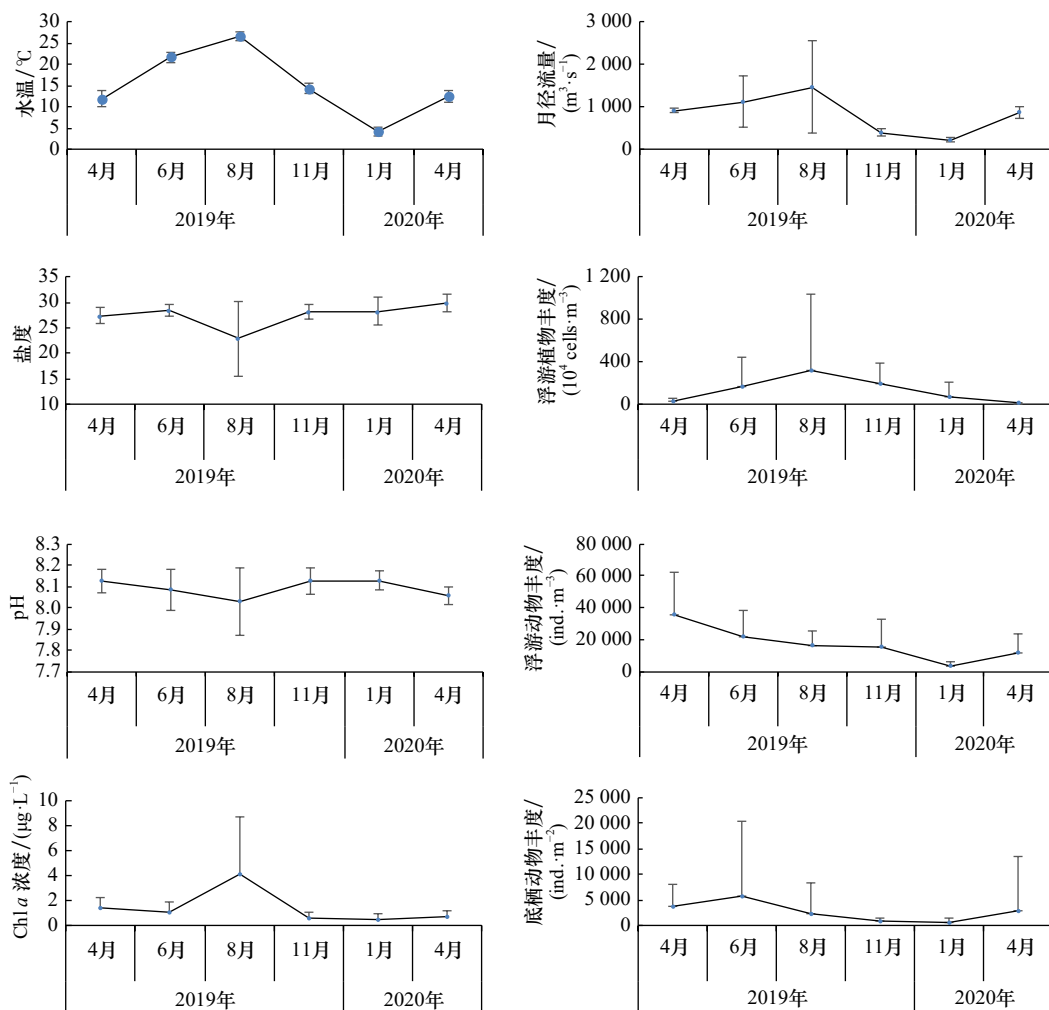 水温/℃
30
25
20
15
10
5
0
4月 6月 8月 11月 1月 4月
2019年 2020年
月径流量/
(m³·s⁻¹)
3 000
2 000
1 000
0
4月 6月 8月 11月 1月 4月
2019年 2020年
盐度
35
30
25
20
15
10
4月 6月 8月 11月 1月 4月
2019年 2020年
浮游植物丰度/
(10⁴ cells·m⁻³)
1 200
800
400
0
4月 6月 8月 11月 1月 4月
2019年 2020年
pH
8.3
8.2
8.1
8.0
7.9
7.8
7.7
4月 6月 8月 11月 1月 4月
2019年 2020年
浮游动物丰度/
(ind.·m⁻³)
80 000
60 000
40 000
20 000
0
4月 6月 8月 11月 1月 4月
2019年 2020年
Chl a 浓度/(μg·L⁻¹)
10
8
6
4
2
0
4月 6月 8月 11月 1月 4月
2019年 2020年
底栖动物丰度/
(ind.·m⁻²)
25 000
20 000
15 000
10 000
5 000
0
4月 6月 8月 11月 1月 4月
2019年 2020年